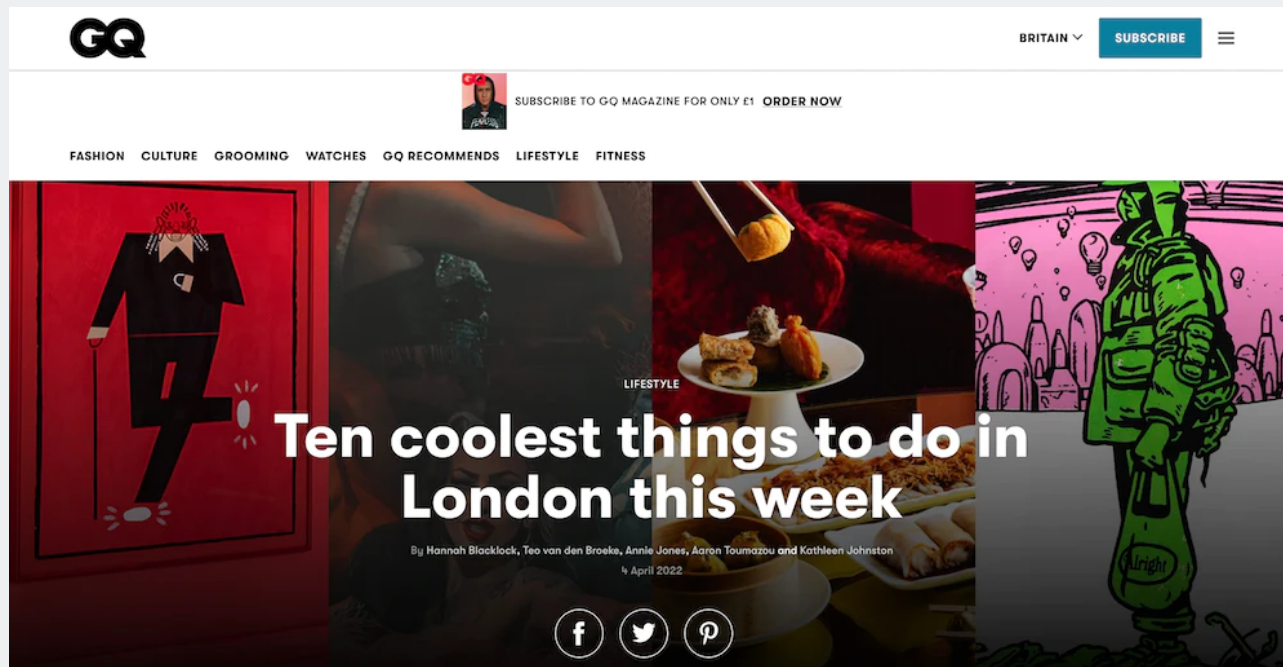 GQ
BRITAIN
SUBSCRIBE
GQ
SUBSCRIBE TO GQ MAGAZINE FOR ONLY £1 ORDER NOW
FASHION CULTURE GROOMING WATCHES GQ RECOMMENDS LIFESTYLE FITNESS
LIFESTYLE
Ten coolest things to do in
London this week
By Hannah Blacklock, Teo van den Broeke, Annie Jones, Aaron Toumazou and Kathleen Johnston
4 April 2022
Alright